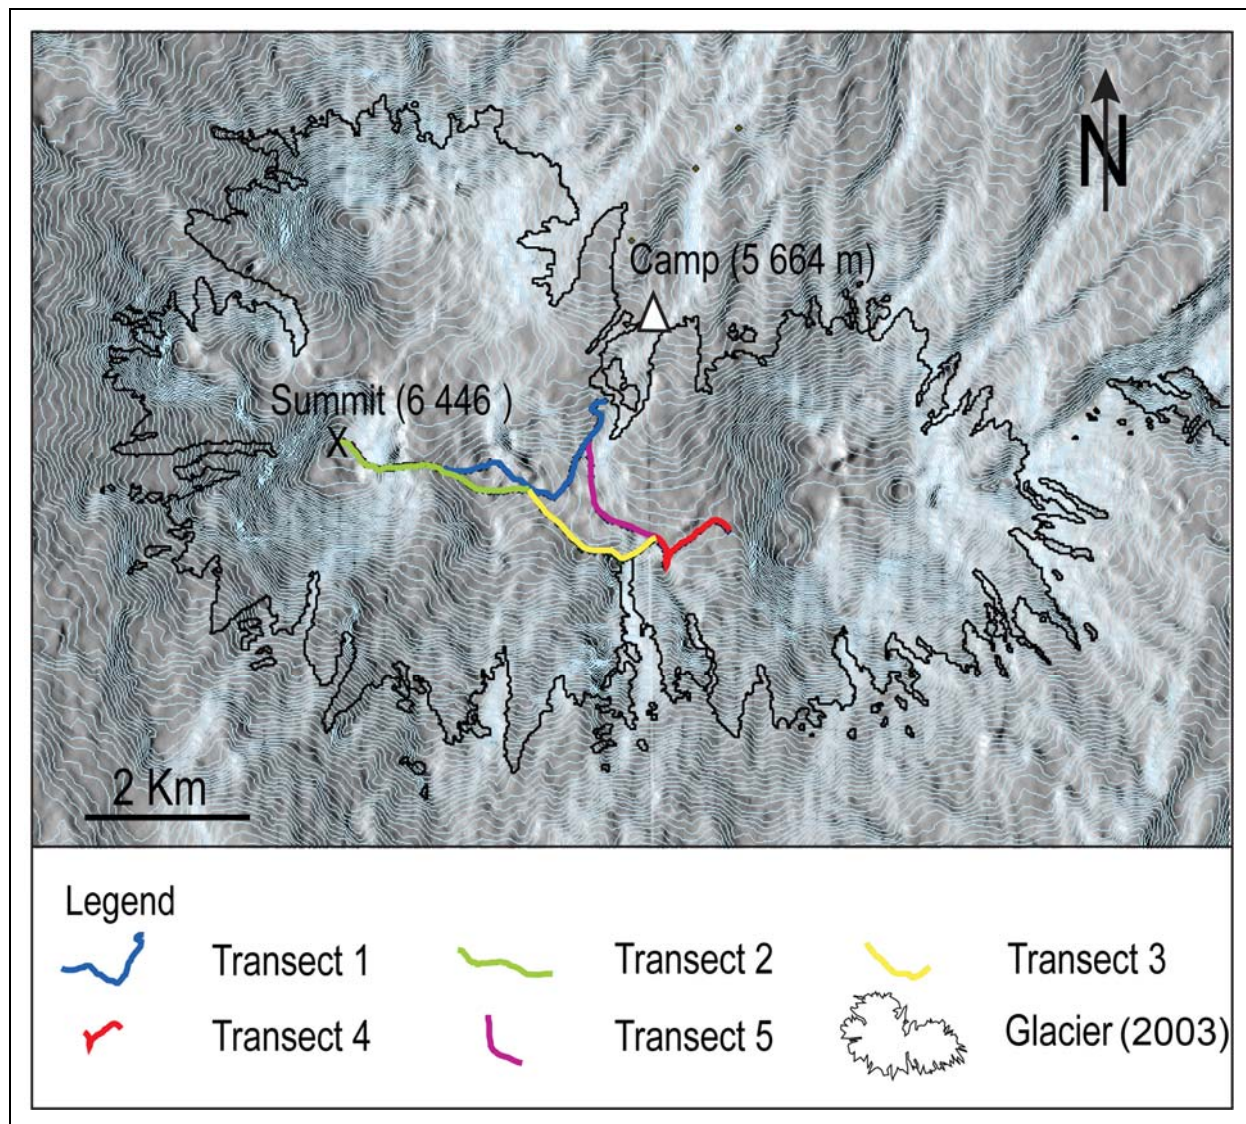 N
Camp (5 664 m)
Summit (6 446 )
X
2 Km
Legend
Transect 1
Transect 2
Transect 3
Transect 4
Transect 5
Glacier (2003)